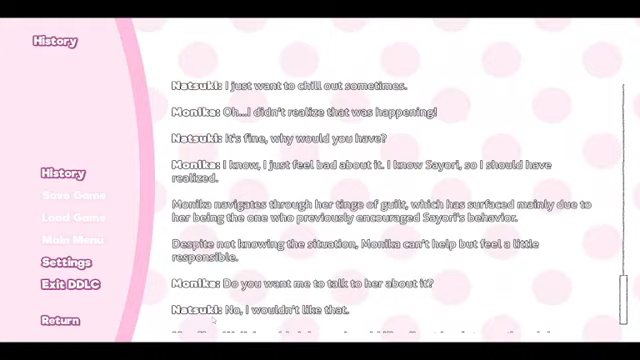 History
Natsuki: I just want to chill out sometimes.
Monika: Oh...I didn't realize that was happening!
Natsuki: It's fine, why would you have?
Monika: I know, I just feel bad about it. I know Sayori, so I should have
realized.
Monika navigates through her tinge of guilt, which has surfaced mainly due to
her being the one who previously encouraged Sayori's behavior.
Despite not knowing the situation, Monika can't help but feel a little
responsible.
Monika: Do you want me to talk to her about it?
Natsuki: No, I wouldn't like that.
History
Save Game
Load Game
Main Menu
Settings
Exit DDLC
Return